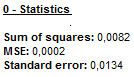 0 - Statistics
Sum of squares: 0,0082
MSE: 0,0002
Standard error: 0,0134